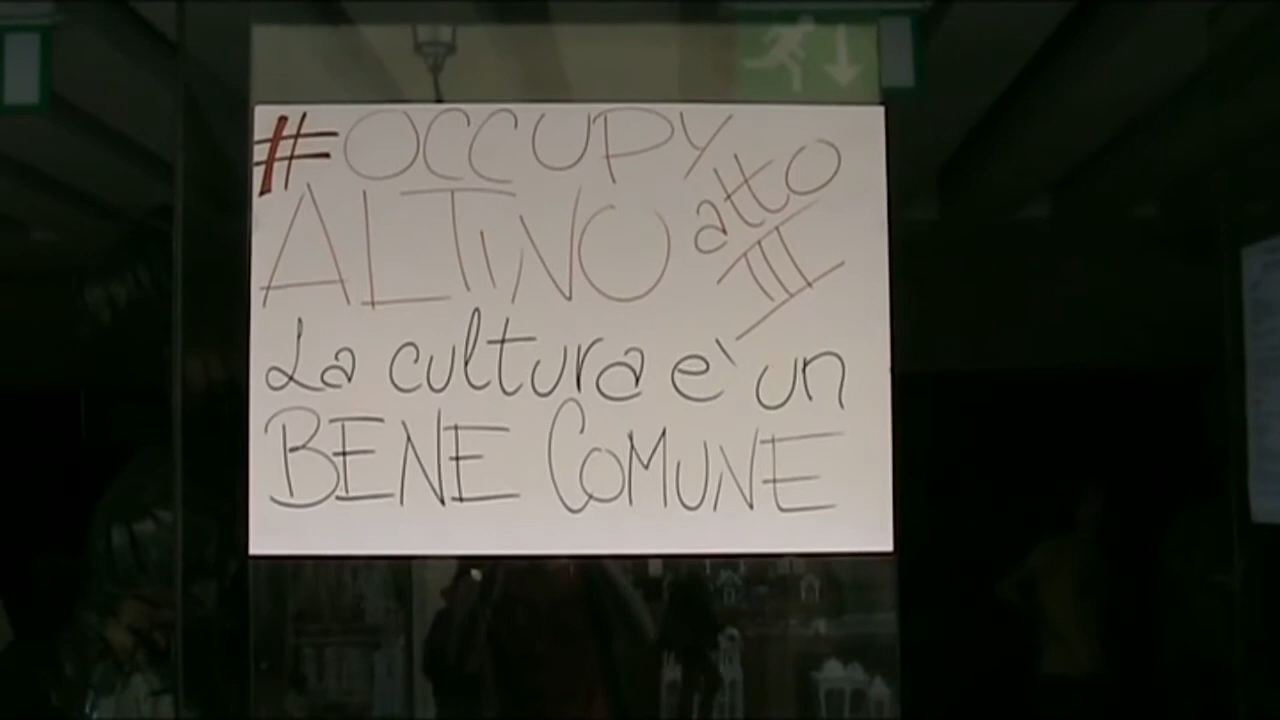 #OCCUPY
ALTINO atto
III
La cultura e' un
BENE COMUNE